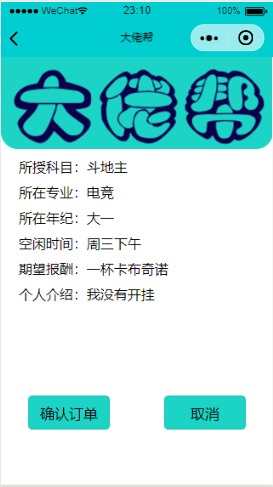 WeChat 23:10 100%
大佬帮
大佬帮
所授科目：斗地主
所在专业：电竞
所在年纪：大一
空闲时间：周三下午
期望报酬：一杯卡布奇诺
个人介绍：我没有开挂
确认订单 取消